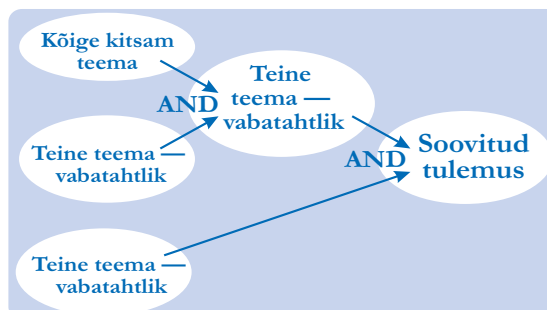 Kõige kitsam
teema
AND
Teine
teema —
vabatahtlik
Teine teema —
vabatahtlik
AND
Soovitud
tulemus
Teine teema —
vabatahtlik